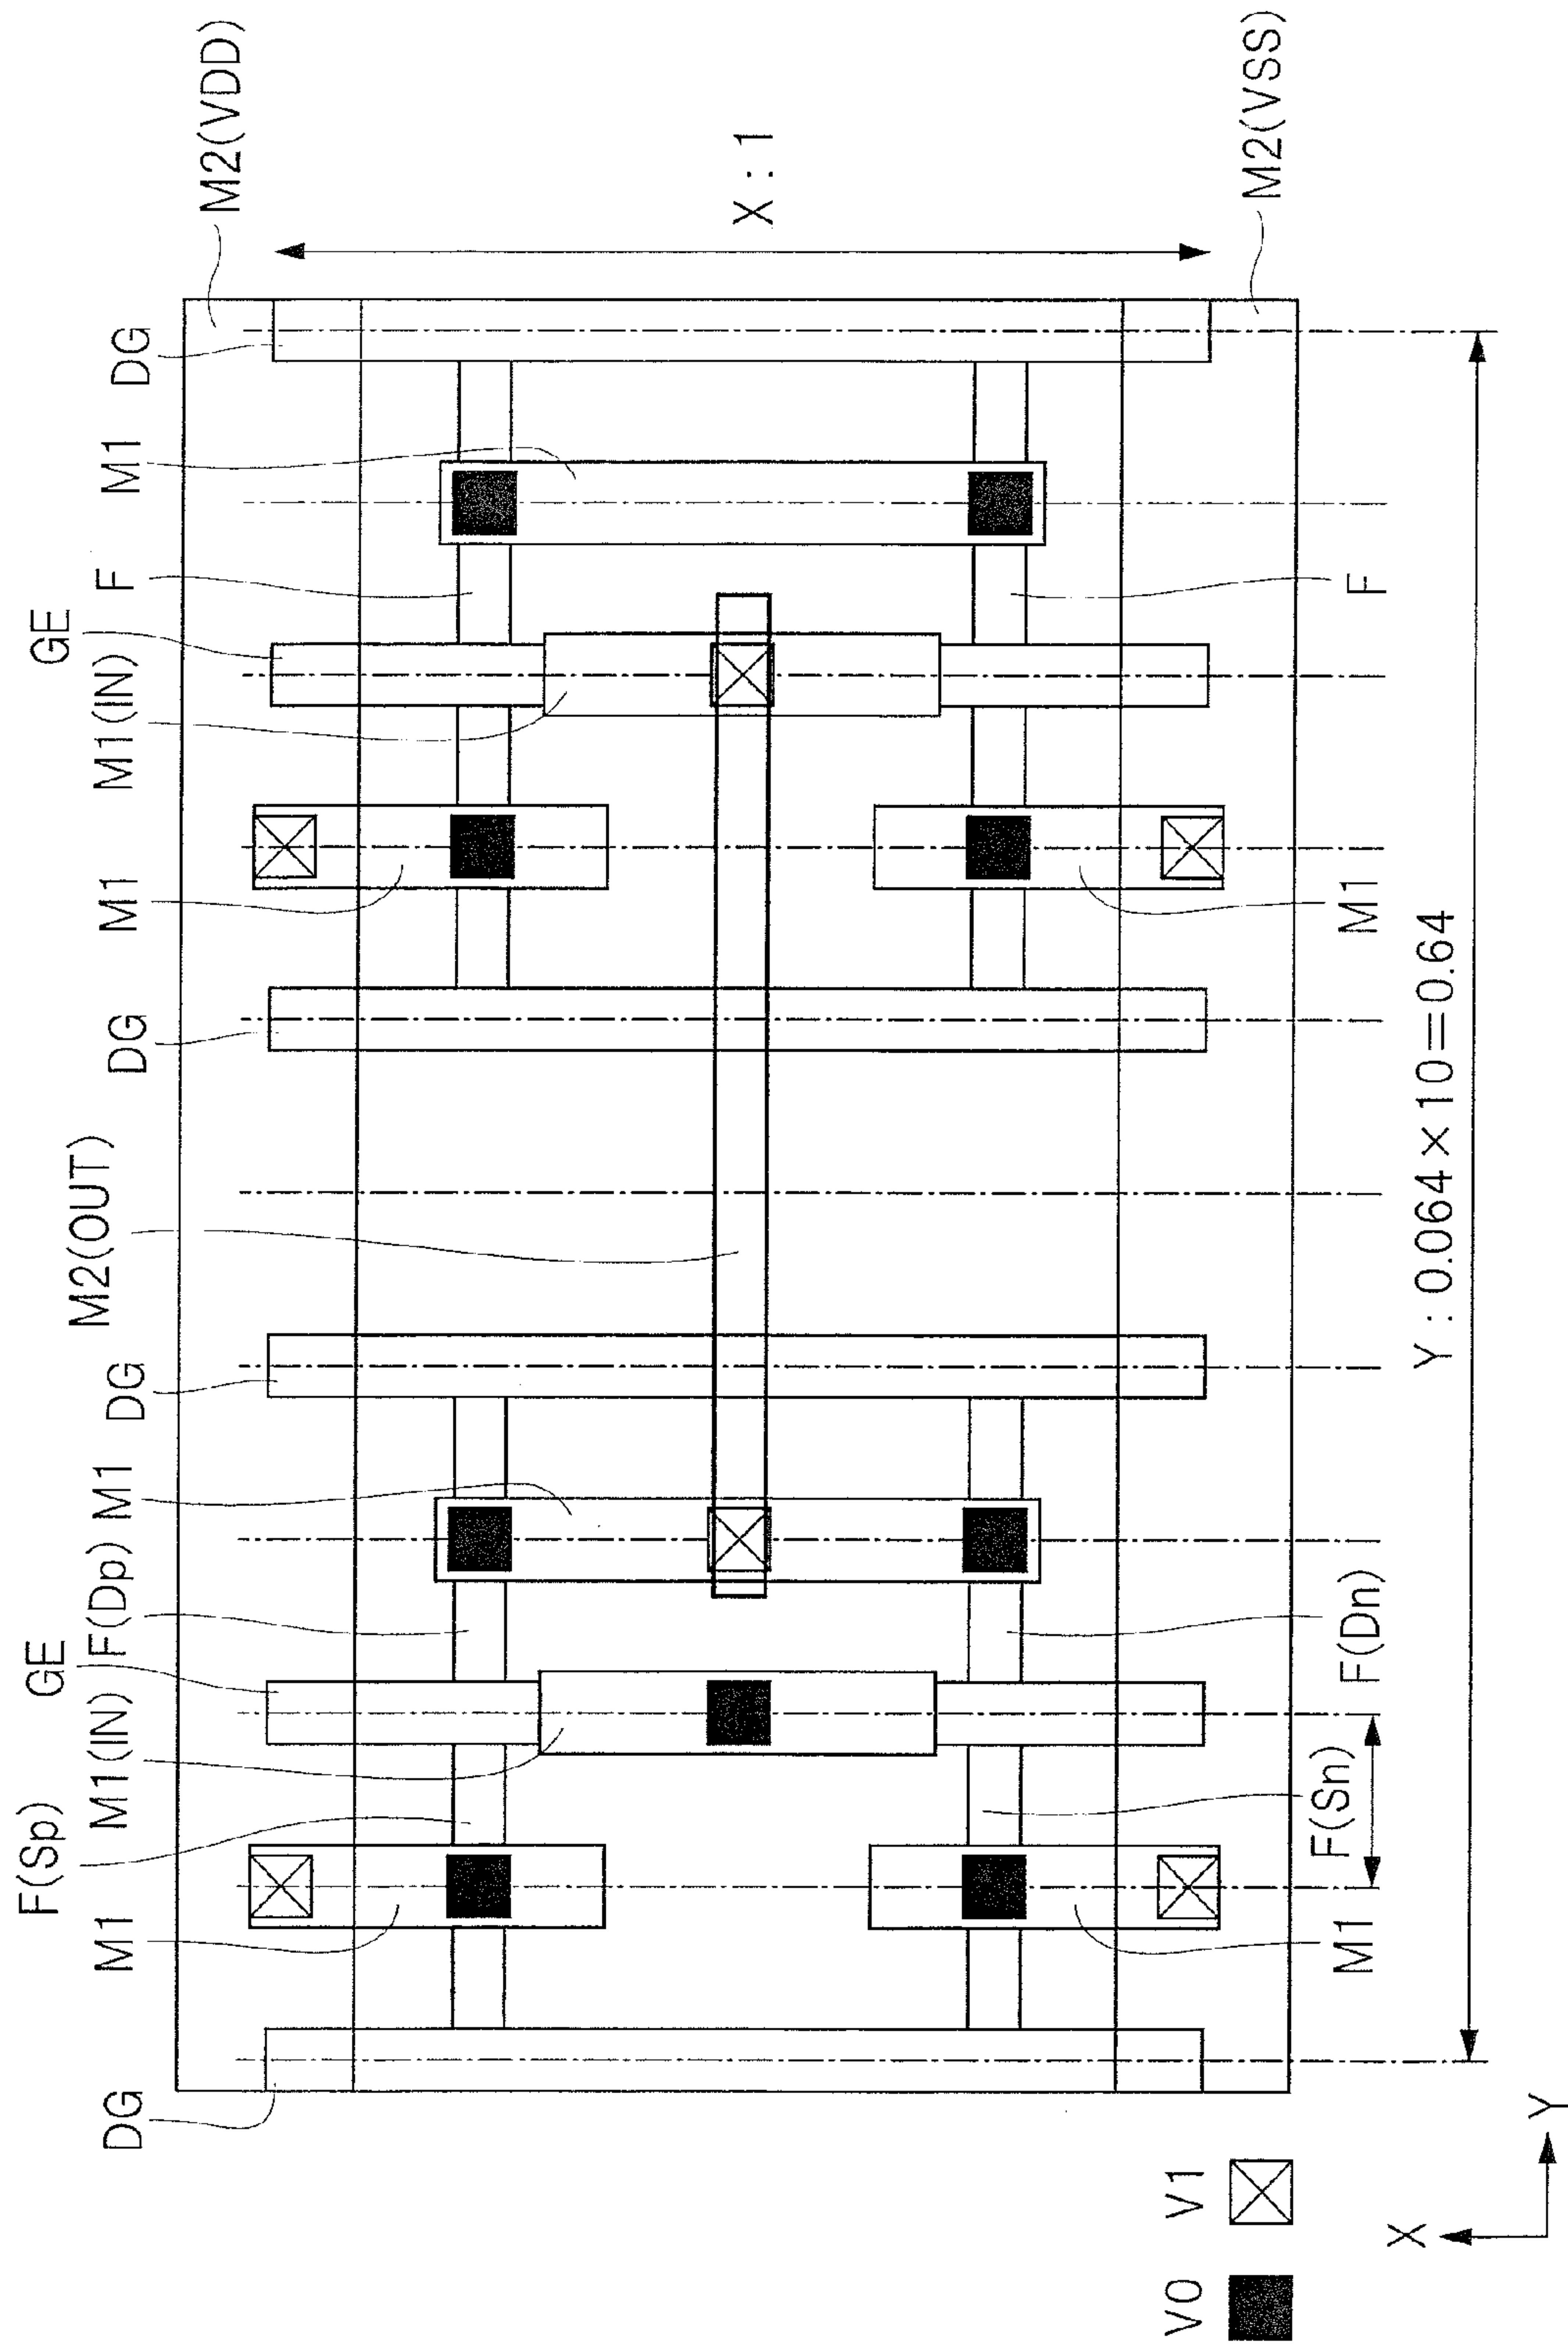 M2(VDD)
X : 1
M2(VSS)
DG
M1
F
GE
M1(IN)
F
M1
M1
DG
M2(OUT)
Y : 0.064×10=0.64
DG
M1
F(Dp)
GE
M1(IN)
F(Dn)
F(Sp)
F(Sn)
M1
M1
DG
V1
V0
X
Y